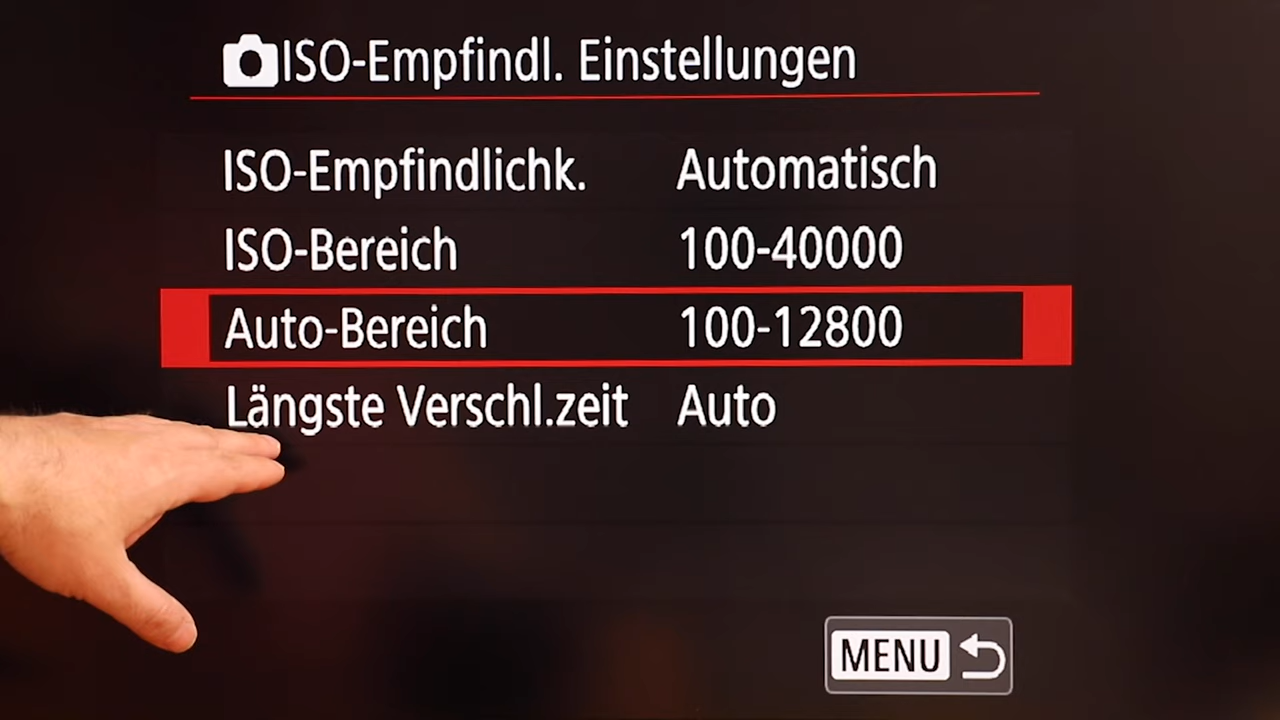 ISO-Empfindl. Einstellungen
ISO-Empfindlichk. Automatisch
ISO-Bereich 100-40000
Auto-Bereich 100-12800
Längste Verschl.zeit Auto
MENU